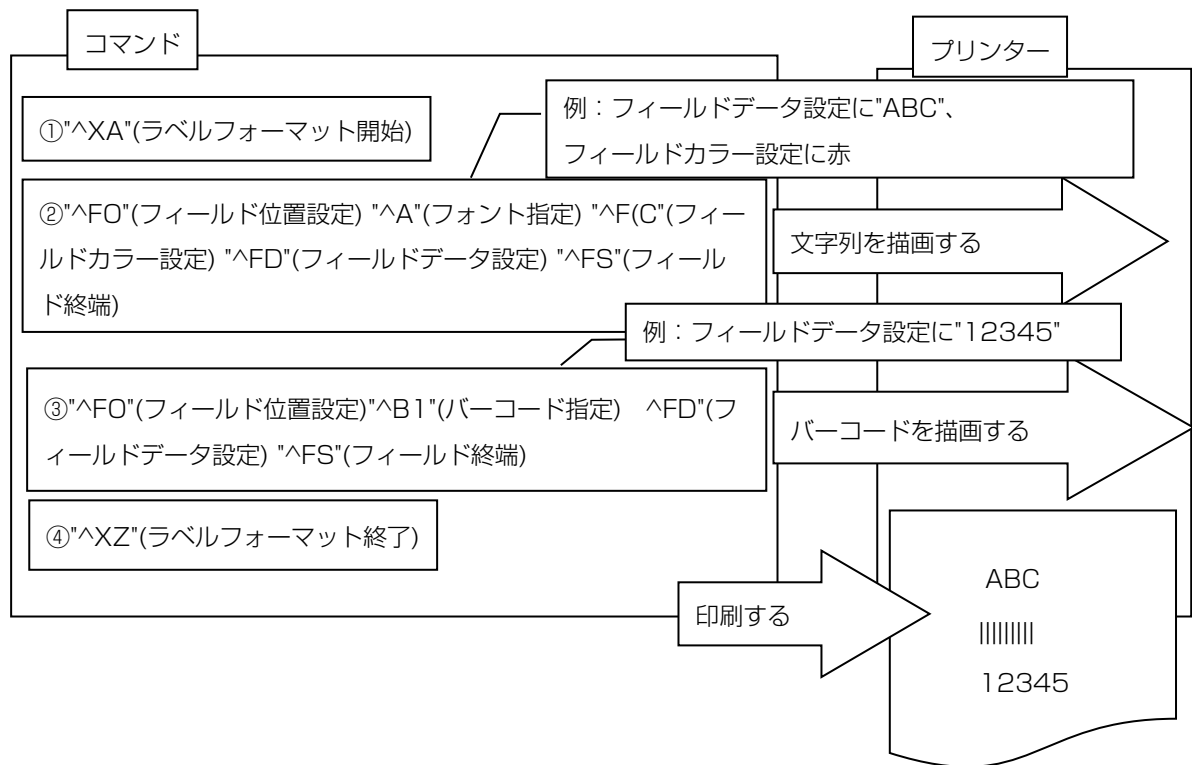 コマンド
プリンター
①"^XA"(ラベルフォーマット開始)
例：フィールドデータ設定に"ABC"、
フィールドカラー設定に赤
②"^FO"(フィールド位置設定) "^A"(フォント指定) "^F(C"(フィー
ルドカラー設定) "^FD"(フィールドデータ設定) "^FS"(フィール
ド終端)
文字列を描画する
例：フィールドデータ設定に"12345"
③"^FO"(フィールド位置設定)"^B1"(バーコード指定)　^FD"(フ
ィールドデータ設定) "^FS"(フィールド終端)
バーコードを描画する
④"^XZ"(ラベルフォーマット終了)
印刷する
ABC
|||||||||
12345